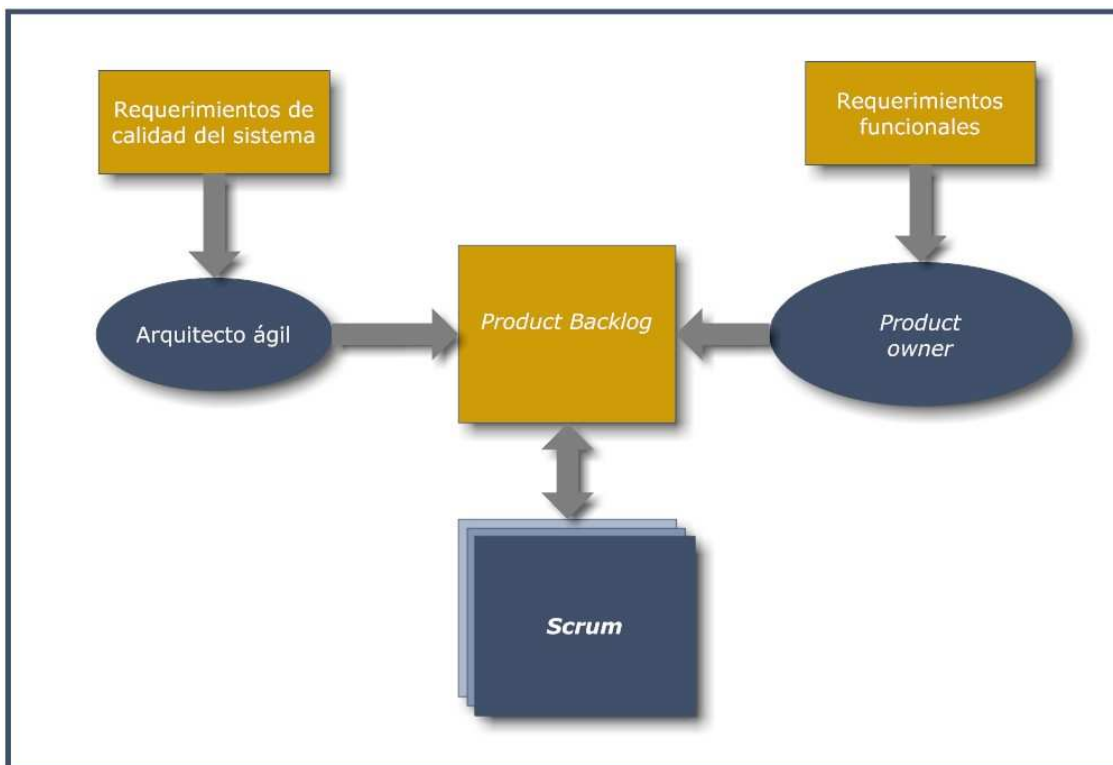 Requerimientos de
calidad del sistema
Requerimientos
funcionales
Arquitecto ágil
Product Backlog
Product
owner
Scrum